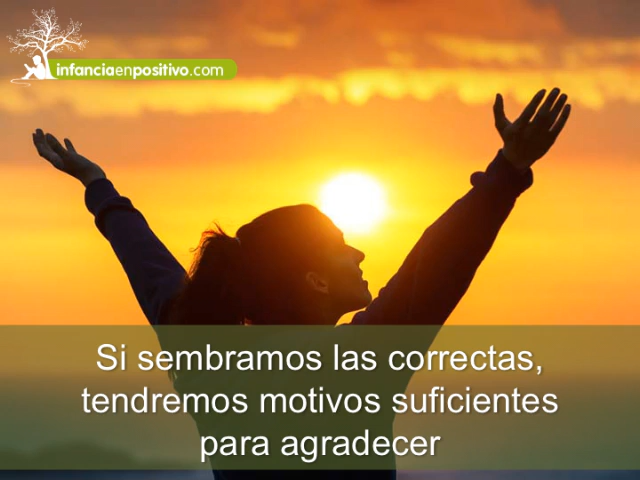 infanciaenpositivo.com
Si sembramos las correctas,
tendremos motivos suficientes
para agradecer